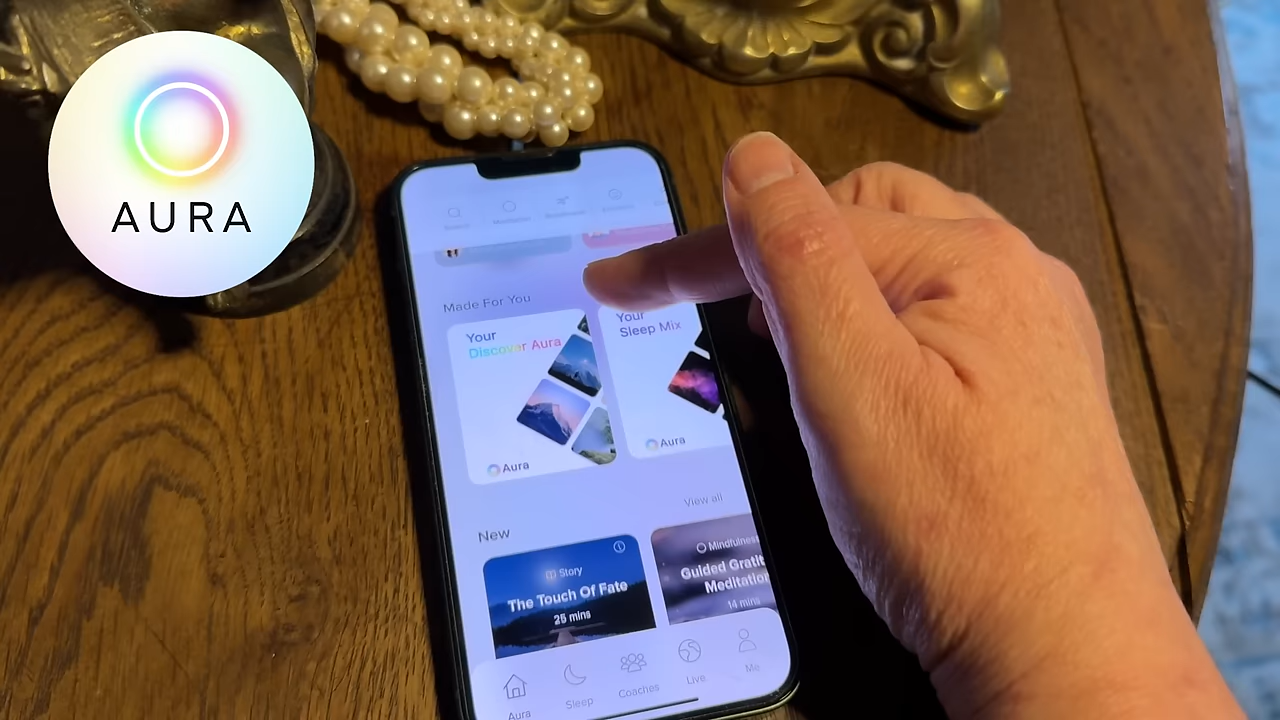 AURA
Made For You
Your
Discover Aura
Aura
Your
Sleep Mix
Aura
View all
New
Story
The Touch Of Fate
25 mins
Mindfulness
Guided
Meditation
14 mins
Aura
Sleep
Coaches
Live
Me